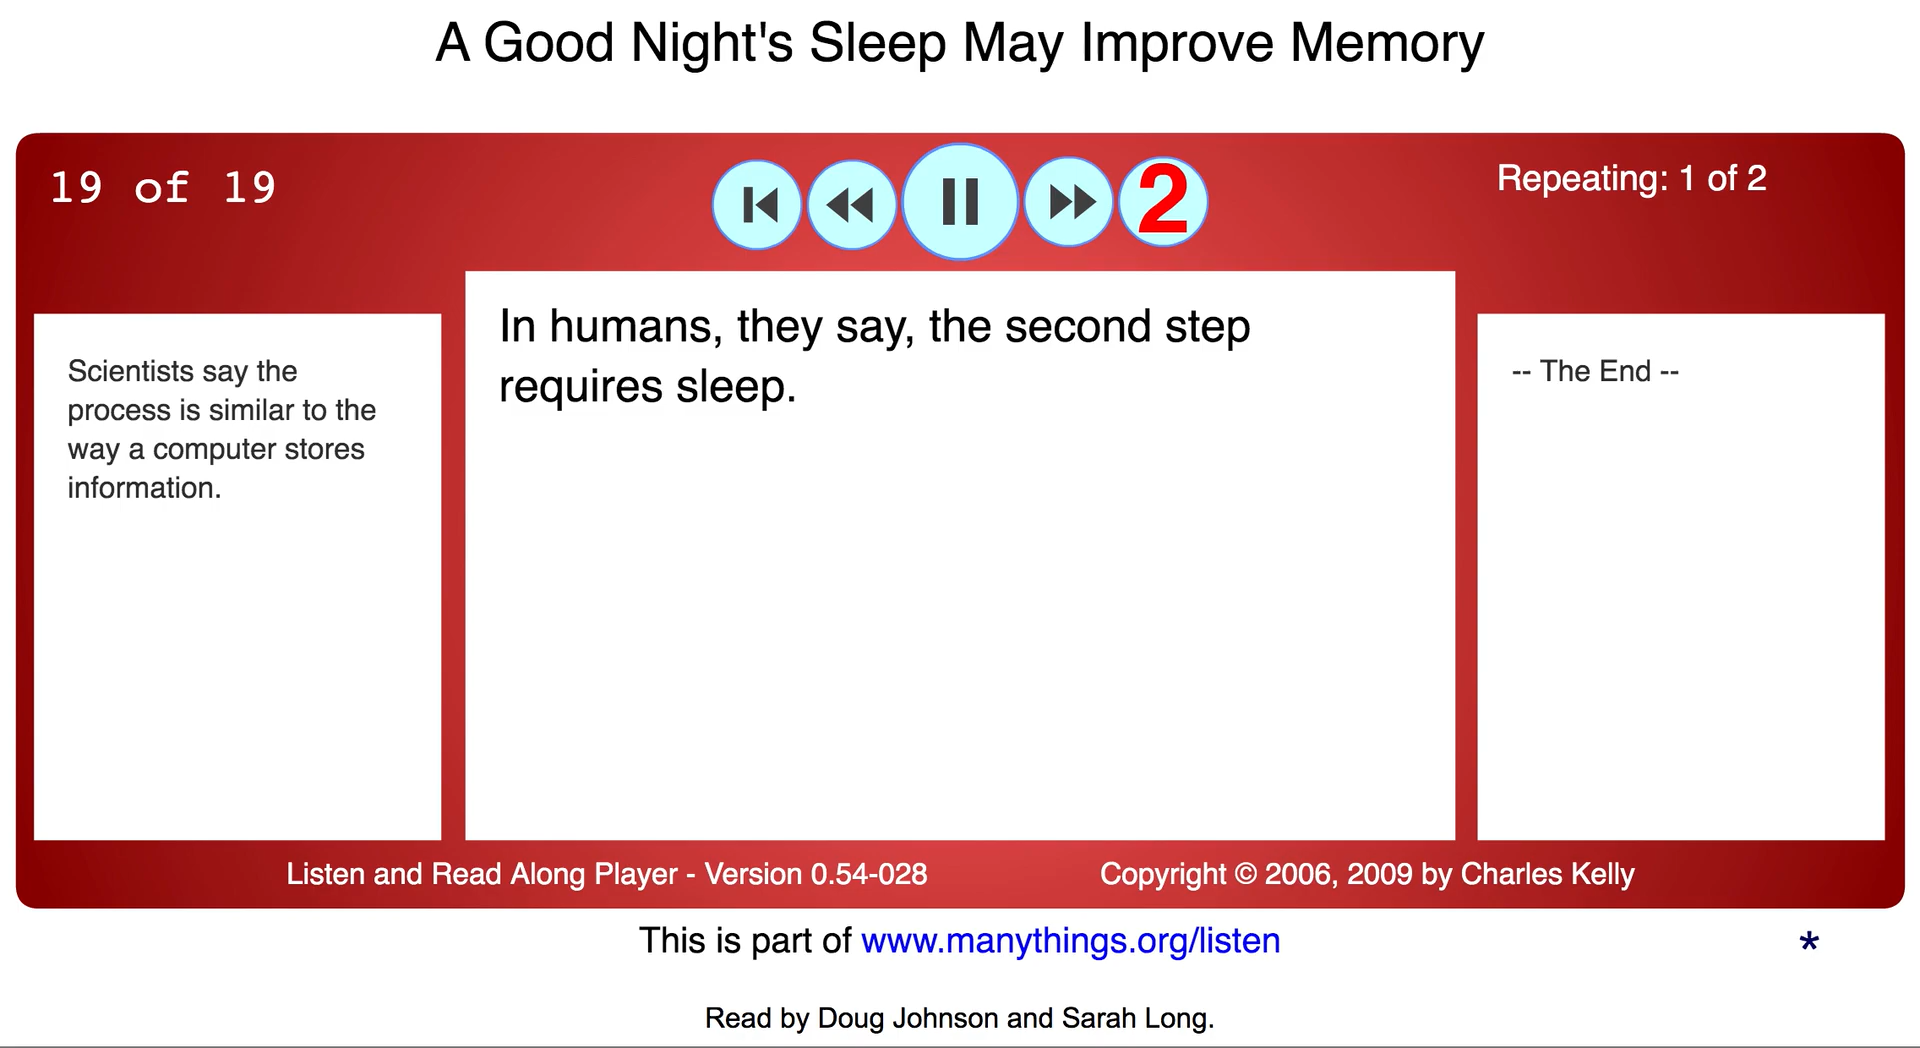 A Good Night's Sleep May Improve Memory
19 of 19
2
Repeating: 1 of 2
Scientists say the
process is similar to the
way a computer stores
information.
In humans, they say, the second step
requires sleep.
-- The End --
Listen and Read Along Player - Version 0.54-028
Copyright © 2006, 2009 by Charles Kelly
This is part of www.manythings.org/listen
*
Read by Doug Johnson and Sarah Long.